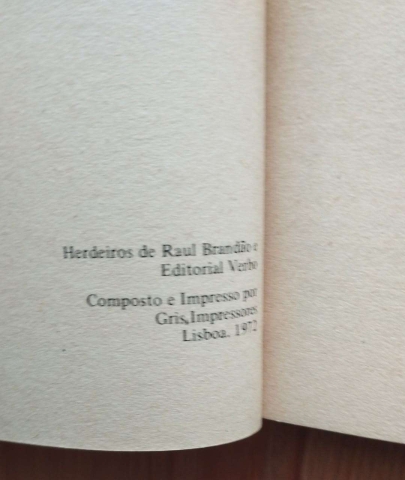 Herdeiros de Raul Brandão e
Editorial Verbo
Composto e Impresso por
Gris, Impressores
Lisboa. 1972